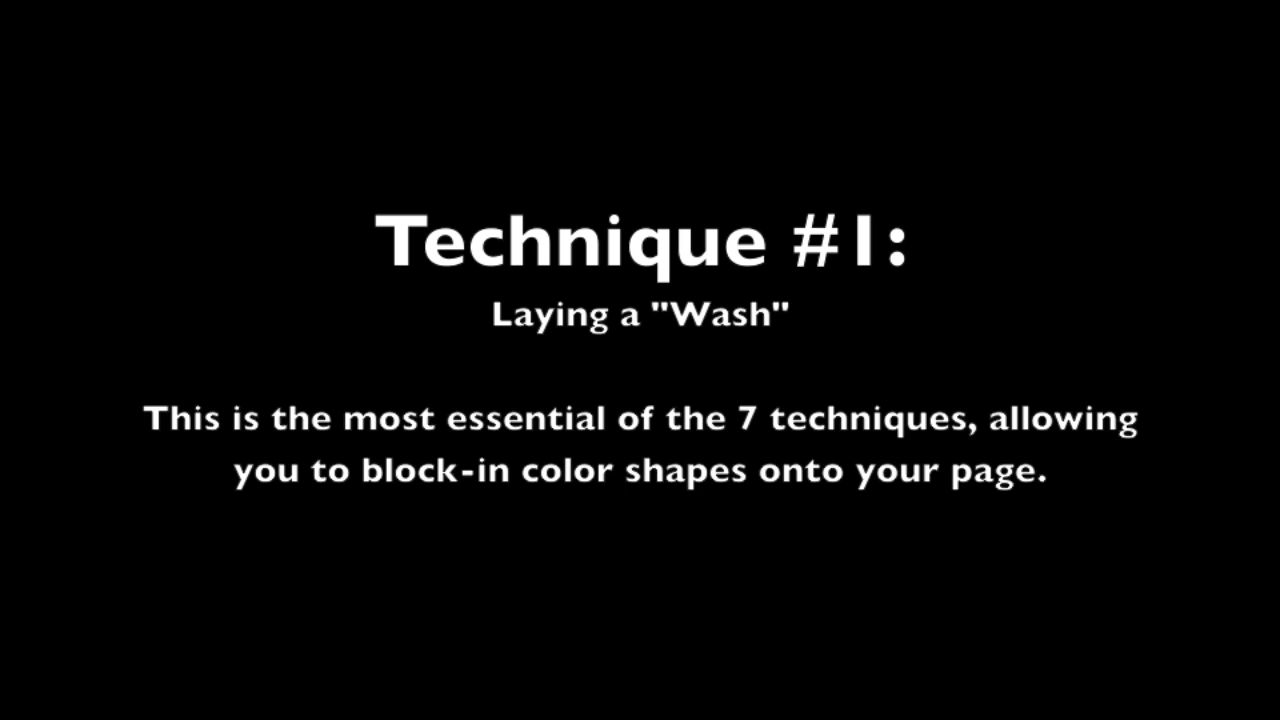 Technique #1:
Laying a "Wash"
This is the most essential of the 7 techniques, allowing
you to block-in color shapes onto your page.